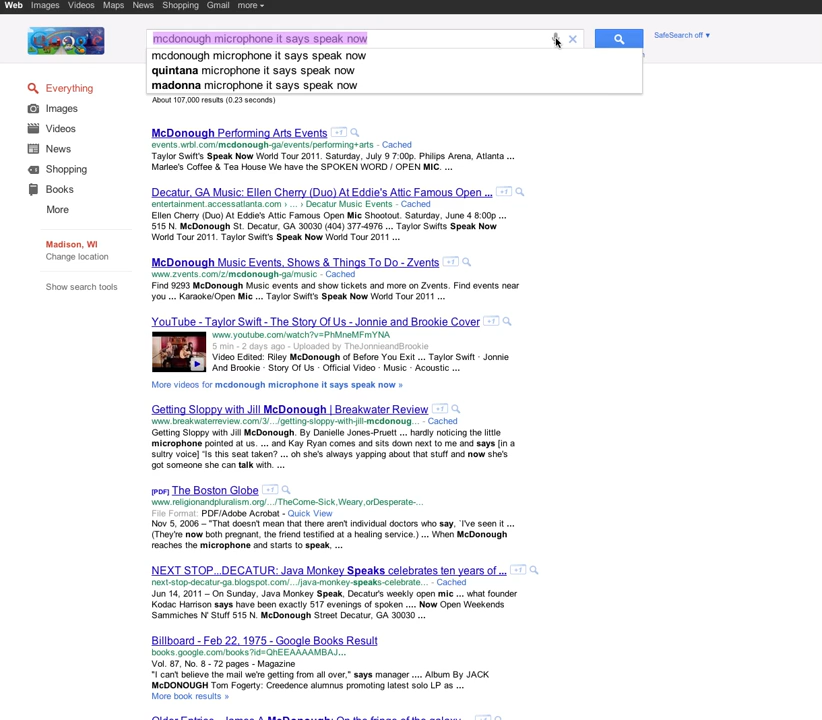 Web Images Videos Maps News Shopping Gmail more ▾
mcdonough microphone it says speak now
SafeSearch off ▼
mcdonough microphone it says speak now
quintana microphone it says speak now
madonna microphone it says speak now
About 107,000 results (0.23 seconds)
Everything
Images
Videos
News
Shopping
Books
More
Madison, WI
Change location
Show search tools
McDonough Performing Arts Events +1
events.wrbl.com/mcdonough-ga/events/performing+arts - Cached
Taylor Swift's Speak Now World Tour 2011. Saturday, July 9 7:00p. Philips Arena, Atlanta ...
Marlee's Coffee & Tea House We have the SPOKEN WORD / OPEN MIC. ...
Decatur, GA Music: Ellen Cherry (Duo) At Eddie's Attic Famous Open ... +1
entertainment.accessatlanta.com › ... › Decatur Music Events - Cached
Ellen Cherry (Duo) At Eddie's Attic Famous Open Mic Shootout. Saturday, June 4 8:00p ...
515 N. McDonough St. Decatur, GA 30030 (404) 377-4976 ... Taylor Swifts Speak Now
World Tour 2011. Taylor Swift's Speak Now World Tour 2011 ...
McDonough Music Events, Shows & Things To Do - Zvents +1
www.zvents.com/z/mcdonough-ga/music - Cached
Find 9293 McDonough Music events and show tickets and more on Zvents. Find events near
you ... Karaoke/Open Mic ... Taylor Swift's Speak Now World Tour 2011 ...
YouTube - Taylor Swift - The Story Of Us - Jonnie and Brookie Cover +1
www.youtube.com/watch?v=PhMneMFmYNA
5 min - 2 days ago - Uploaded by TheJonnieandBrookie
Video Edited: Riley McDonough of Before You Exit ... Taylor Swift · Jonnie
And Brookie · Story Of Us · Official Video · Music · Acoustic ...
More videos for mcdonough microphone it says speak now »
Getting Sloppy with Jill McDonough | Breakwater Review +1
www.breakwaterreview.com/3/.../getting-sloppy-with-jill-mcdonoug... - Cached
Getting Sloppy with Jill McDonough. By Danielle Jones-Pruett ... hardly noticing the little
microphone pointed at us. ... and Kay Ryan comes and sits down next to me and says [in a
sultry voice] "Is this seat taken? ... oh she's always yapping about that stuff and now she's
got someone she can talk with. ...
[PDF] The Boston Globe +1
www.religionandpluralism.org/.../TheCome-Sick,Weary,orDesperate-...
File Format: PDF/Adobe Acrobat - Quick View
Nov 5, 2006 – "That doesn't mean that there aren't individual doctors who say, `I've seen it ...
(They're now both pregnant, the friend testified at a healing service.) ... When McDonough
reaches the microphone and starts to speak, ...
NEXT STOP...DECATUR: Java Monkey Speaks celebrates ten years of ... +1
next-stop-decatur-ga.blogspot.com/.../java-monkey-speaks-celebrate... - Cached
Jun 14, 2011 – On Sunday, Java Monkey Speak, Decatur's weekly open mic ... what founder
Kodac Harrison says have been exactly 517 evenings of spoken .... Now Open Weekends
Sammiches N' Stuff 515 N. McDonough Street Decatur, GA 30030 ...
Billboard - Feb 22, 1975 - Google Books Result
books.google.com/books?id=QhEEAAAAMBAJ...
Vol. 87, No. 8 - 72 pages - Magazine
"I can't believe the mail we're getting from all over," says manager .... Album By JACK
McDONOUGH Tom Fogerty: Creedence alumnus promoting latest solo LP as ...
More book results »
Older Entries - James A McDonough: On the fringe of the galaxy ...